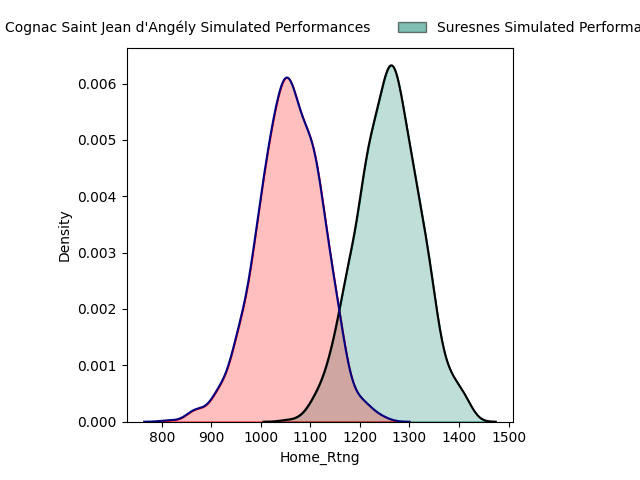 Cognac Saint Jean d'Angély Simulated Performances Suresnes Simulated
0.006
0.005
0.004
0.003
0.002
0.001
0.000
Density
800 900 1000 1100 1200 1300 1400 1500
Home_Rtng